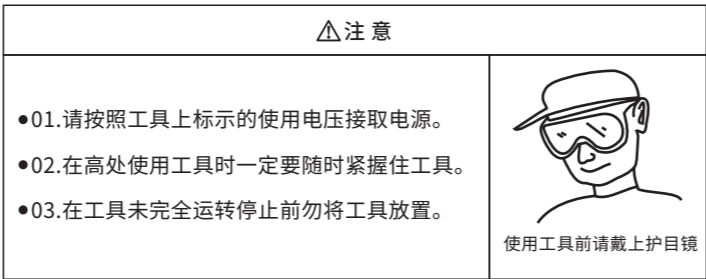 ⚠注 意
●01.请按照工具上标示的使用电压接取电源。
●02.在高处使用工具时一定要随时紧握住工具。
●03.在工具未完全运转停止前勿将工具放置。
使用工具前请戴上护目镜